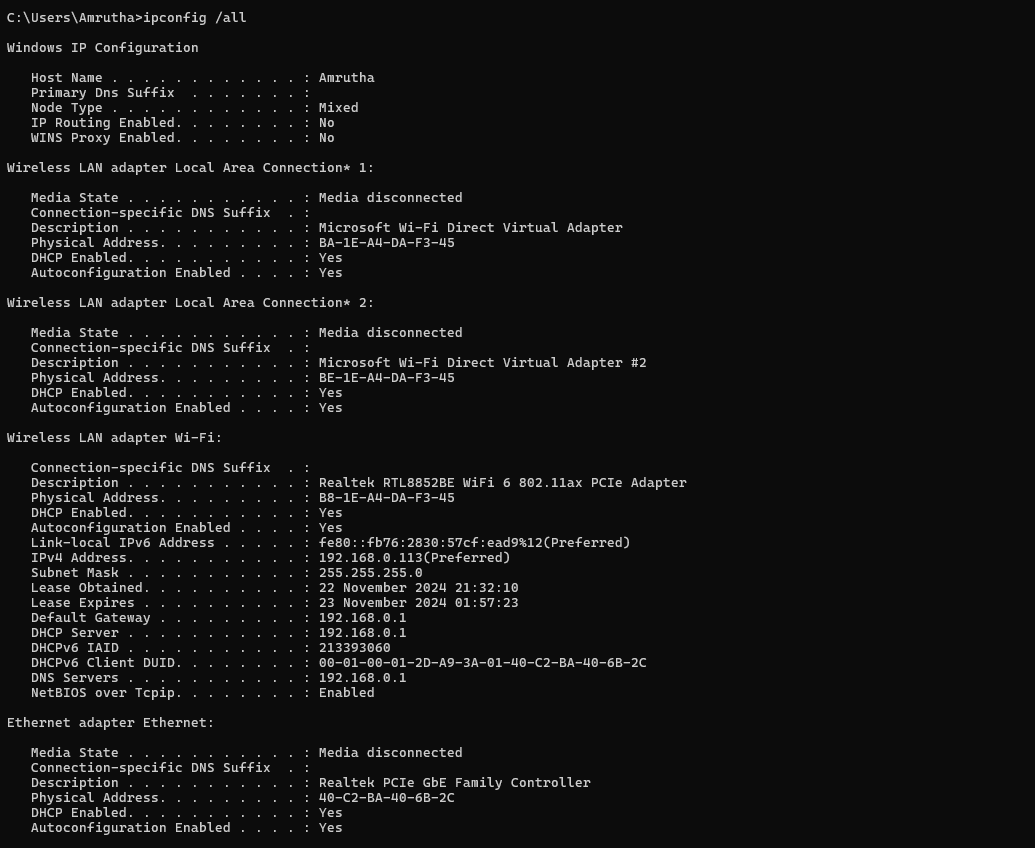 C:\Users\Amrutha>ipconfig /all
Windows IP Configuration
Host Name . . . . . . . . . . . . : Amrutha
Primary Dns Suffix  . . . . . . . :
Node Type . . . . . . . . . . . . : Mixed
IP Routing Enabled. . . . . . . . : No
WINS Proxy Enabled. . . . . . . . : No
Wireless LAN adapter Local Area Connection* 1:
Media State . . . . . . . . . . . : Media disconnected
Connection-specific DNS Suffix  . :
Description . . . . . . . . . . . : Microsoft Wi-Fi Direct Virtual Adapter
Physical Address. . . . . . . . . : BA-1E-A4-DA-F3-45
DHCP Enabled. . . . . . . . . . . : Yes
Autoconfiguration Enabled . . . . : Yes
Wireless LAN adapter Local Area Connection* 2:
Media State . . . . . . . . . . . : Media disconnected
Connection-specific DNS Suffix  . :
Description . . . . . . . . . . . : Microsoft Wi-Fi Direct Virtual Adapter #2
Physical Address. . . . . . . . . : BE-1E-A4-DA-F3-45
DHCP Enabled. . . . . . . . . . . : Yes
Autoconfiguration Enabled . . . . : Yes
Wireless LAN adapter Wi-Fi:
Connection-specific DNS Suffix  . :
Description . . . . . . . . . . . : Realtek RTL8852BE WiFi 6 802.11ax PCIe Adapter
Physical Address. . . . . . . . . : B8-1E-A4-DA-F3-45
DHCP Enabled. . . . . . . . . . . : Yes
Autoconfiguration Enabled . . . . : Yes
Link-local IPv6 Address . . . . . : fe80::fb76:2830:57cf:ead9%12(Preferred)
IPv4 Address. . . . . . . . . . . : 192.168.0.113(Preferred)
Subnet Mask . . . . . . . . . . . : 255.255.255.0
Lease Obtained. . . . . . . . . . : 22 November 2024 21:32:10
Lease Expires . . . . . . . . . . : 23 November 2024 01:57:23
Default Gateway . . . . . . . . . : 192.168.0.1
DHCP Server . . . . . . . . . . . : 192.168.0.1
DHCPv6 IAID . . . . . . . . . . . : 213393060
DHCPv6 Client DUID. . . . . . . . : 00-01-00-01-2D-A9-3A-01-40-C2-BA-40-6B-2C
DNS Servers . . . . . . . . . . . : 192.168.0.1
NetBIOS over Tcpip. . . . . . . . : Enabled
Ethernet adapter Ethernet:
Media State . . . . . . . . . . . : Media disconnected
Connection-specific DNS Suffix  . :
Description . . . . . . . . . . . : Realtek PCIe GbE Family Controller
Physical Address. . . . . . . . . : 40-C2-BA-40-6B-2C
DHCP Enabled. . . . . . . . . . . : Yes
Autoconfiguration Enabled . . . . : Yes